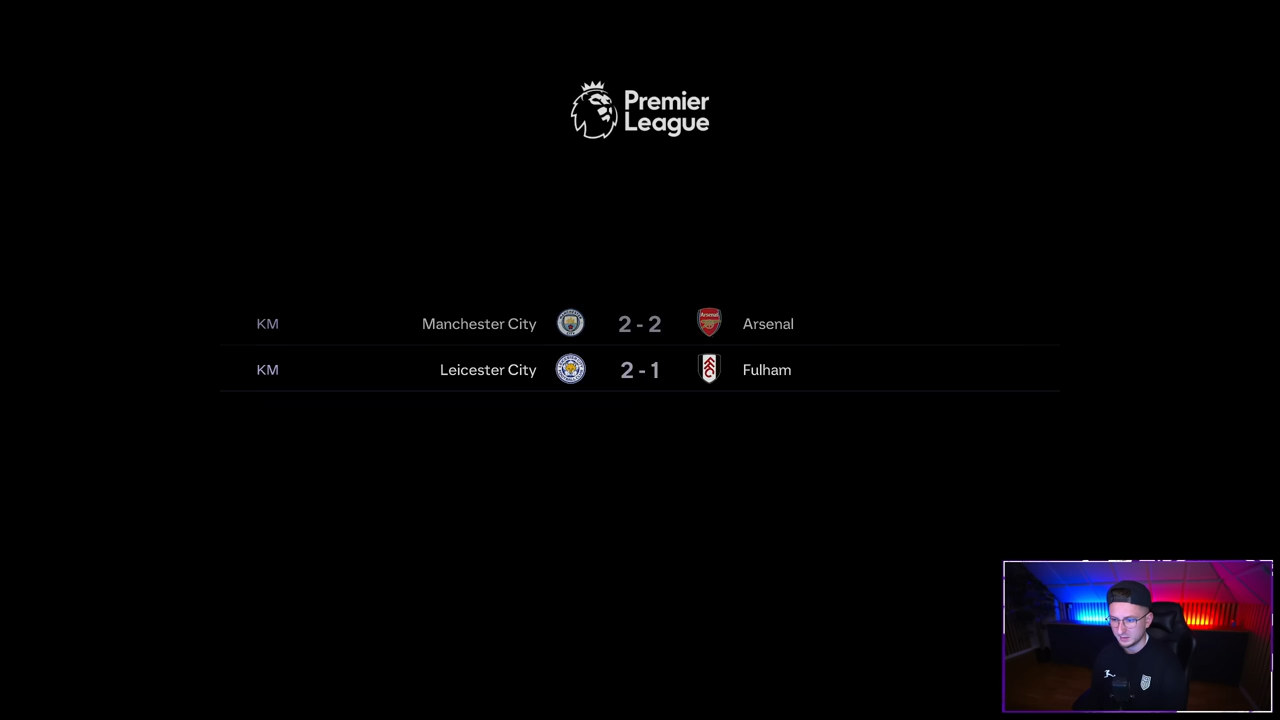 Premier
League
KM Manchester City 2 - 2 Arsenal
KM Leicester City 2 - 1 Fulham